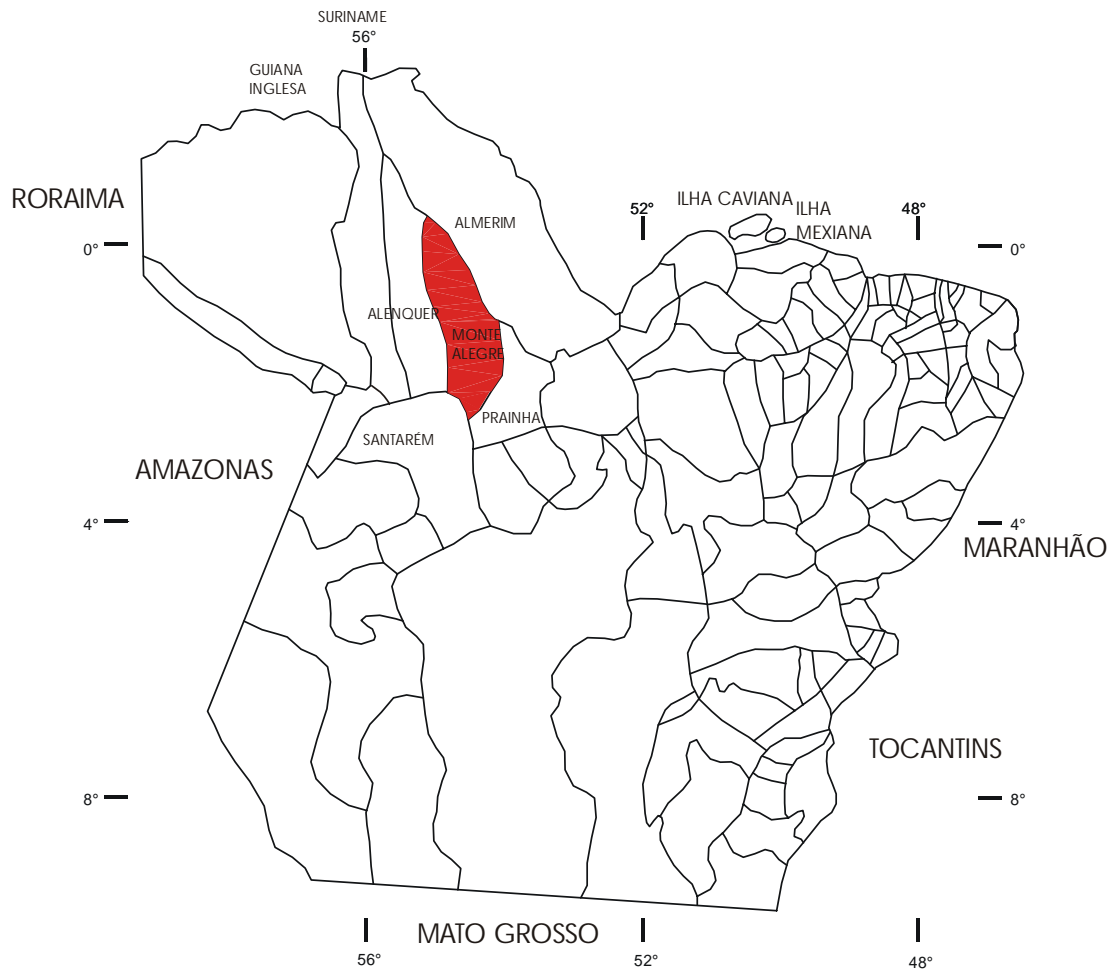 SURINAME
56°
GUIANA
INGLESA
RORAIMA
0°
ALMERIM
52°
ILHA CAVIANA
ILHA
MEXIANA
48°
0°
ALENQUER
MONTE
ALEGRE
PRAINHA
SANTARÉM
AMAZONAS
4°
4°
MARANHÃO
TOCANTINS
8°
8°
MATO GROSSO
56°
52°
48°